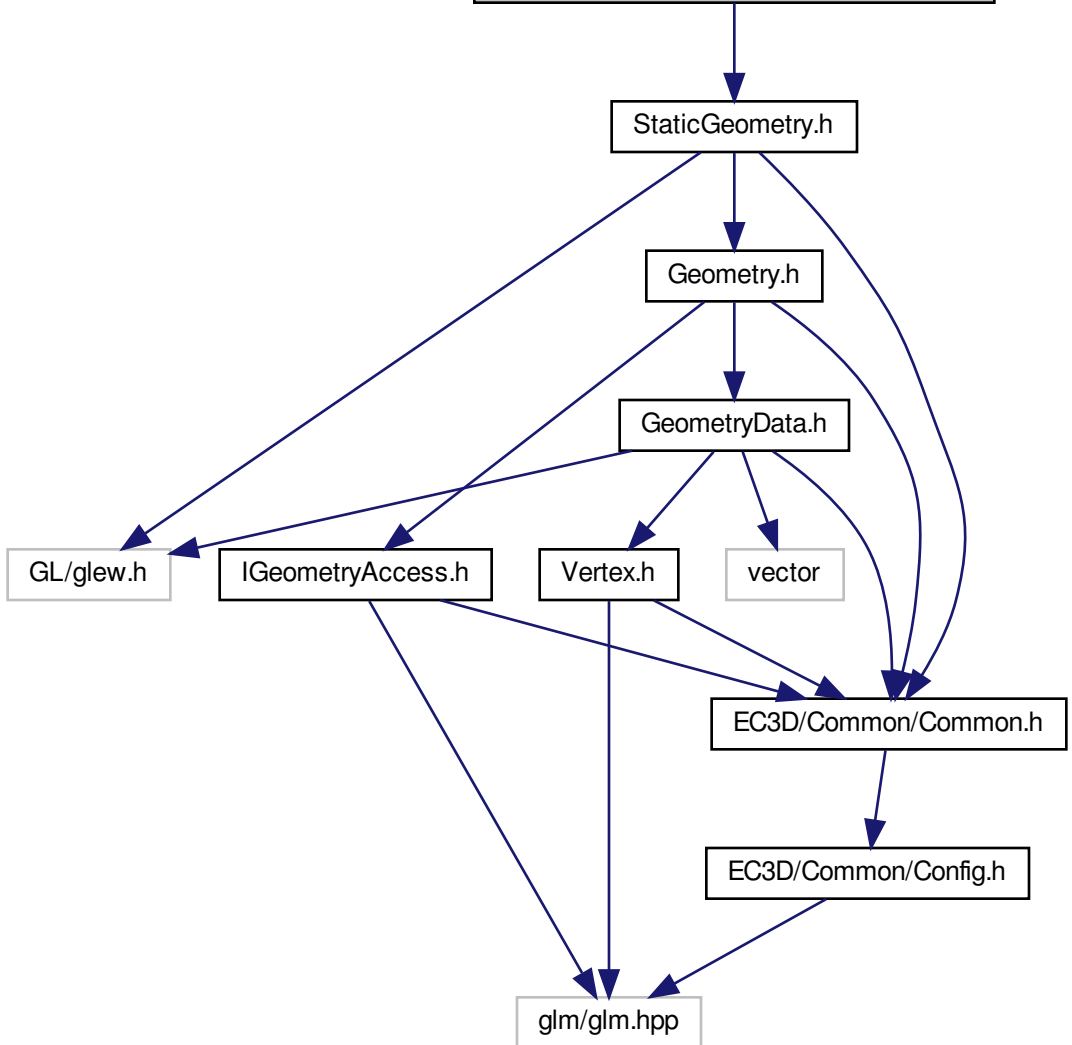 StaticGeometry.h
Geometry.h
GeometryData.h
GL/glew.h
IGeometryAccess.h
Vertex.h
vector
EC3D/Common/Common.h
EC3D/Common/Config.h
glm/glm.hpp